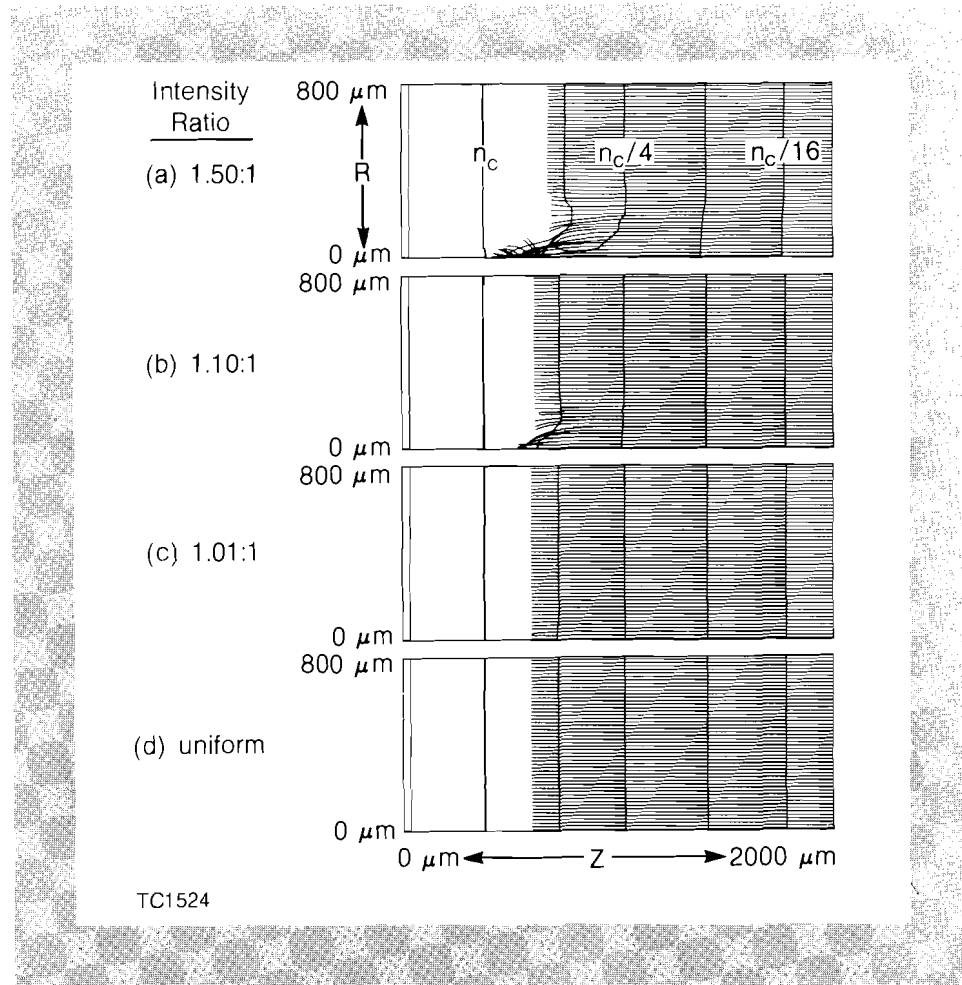 Intensity
Ratio
(a) 1.50:1
800 μm
R
0 μm
n_c
n_c/4
n_c/16
(b) 1.10:1
800 μm
0 μm
(c) 1.01:1
800 μm
0 μm
(d) uniform
800 μm
0 μm
0 μm Z 2000 μm
TC1524